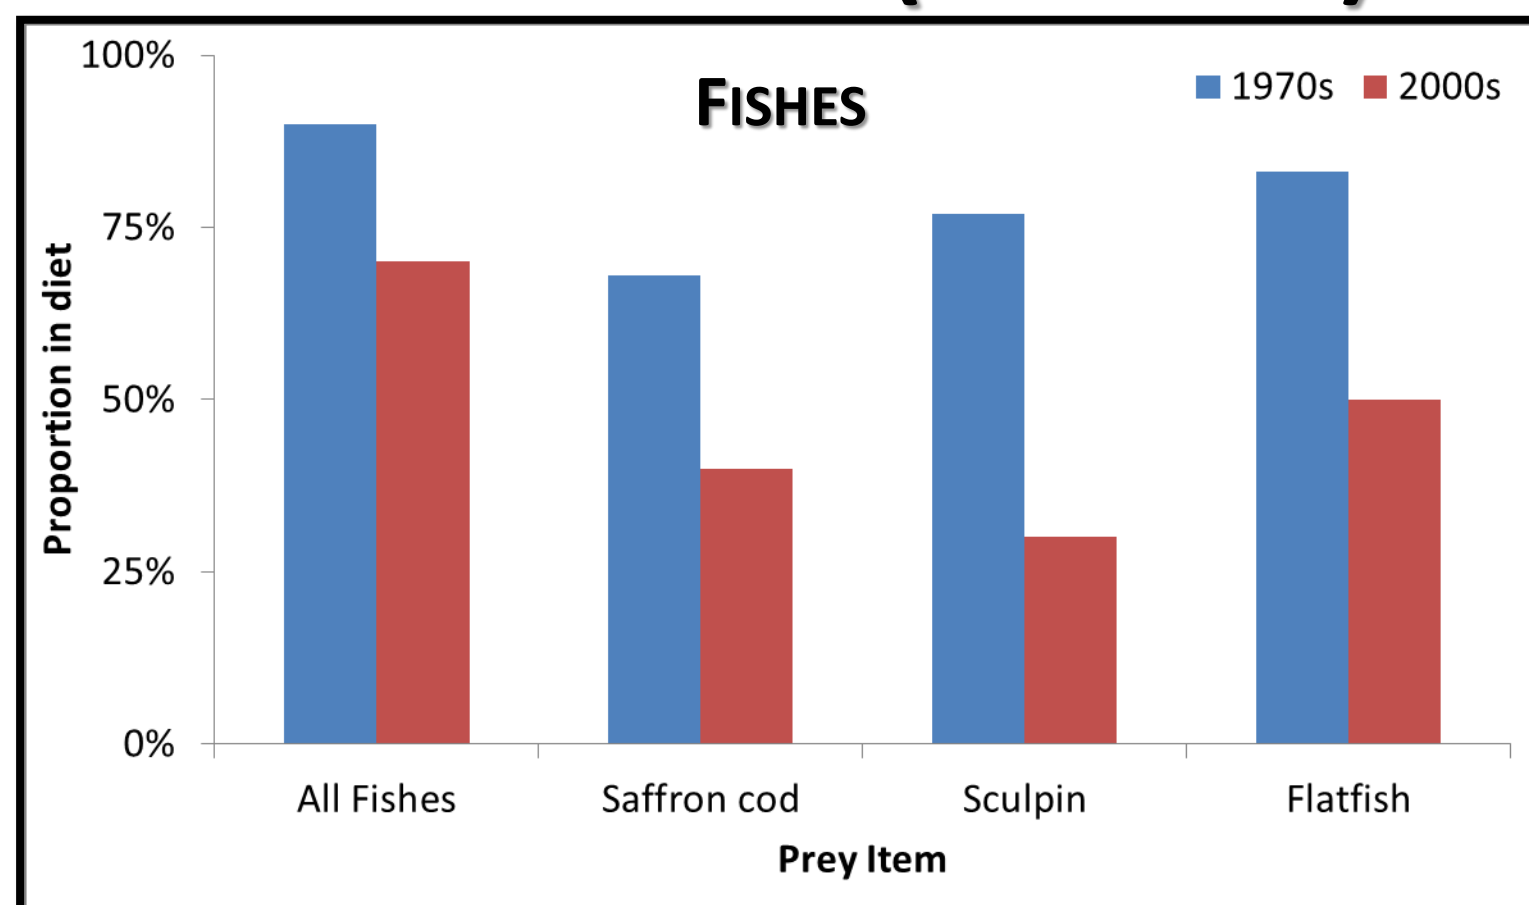 FISHES
1970s 2000s
100%
75%
50%
25%
0%
Proportion in diet
All Fishes Saffron cod Sculpin Flatfish
Prey Item